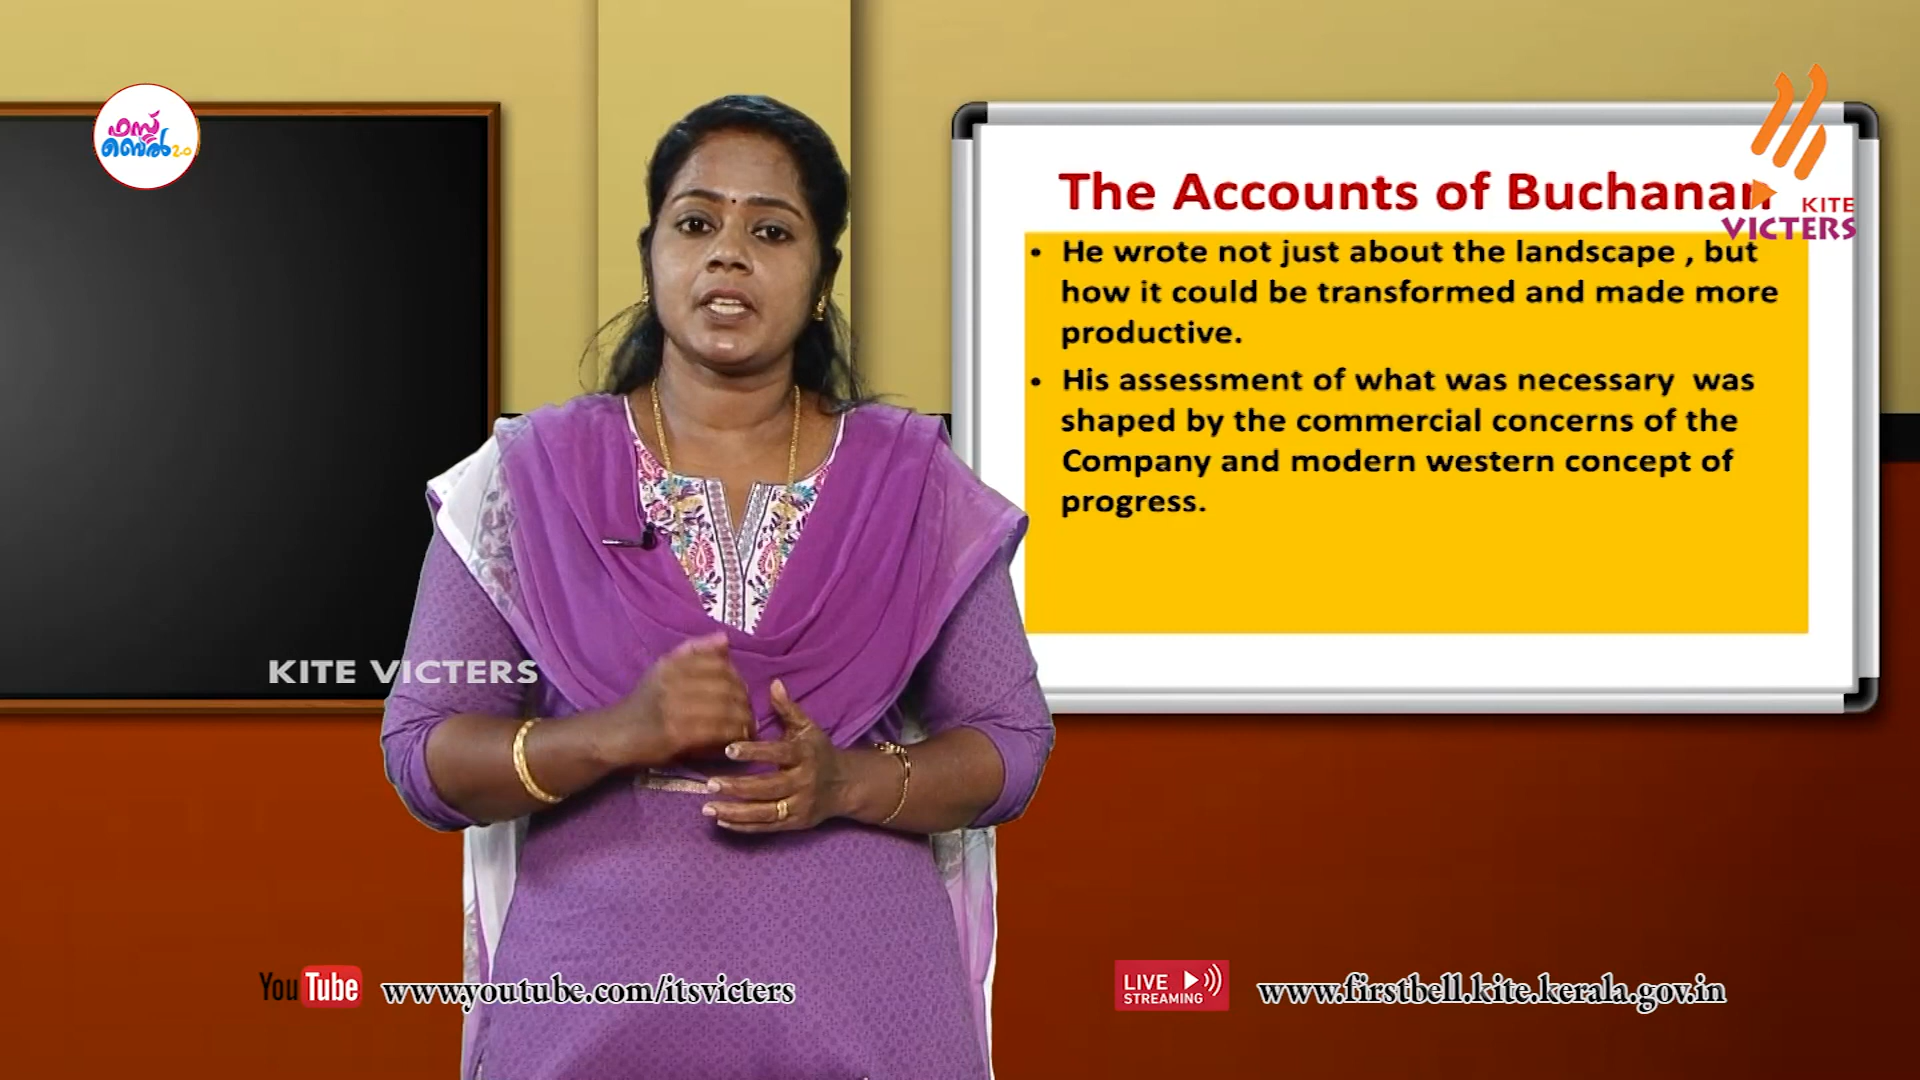 ഫസ്റ്റ്
ബെൽ 2.0
KITE
VICTERS
The Accounts of Buchanan
• He wrote not just about the landscape , but
how it could be transformed and made more
productive.
• His assessment of what was necessary was
shaped by the commercial concerns of the
Company and modern western concept of
progress.
KITE VICTERS
YouTube www.youtube.com/itsvicters
LIVE
STREAMING
www.firstbell.kite.kerala.gov.in